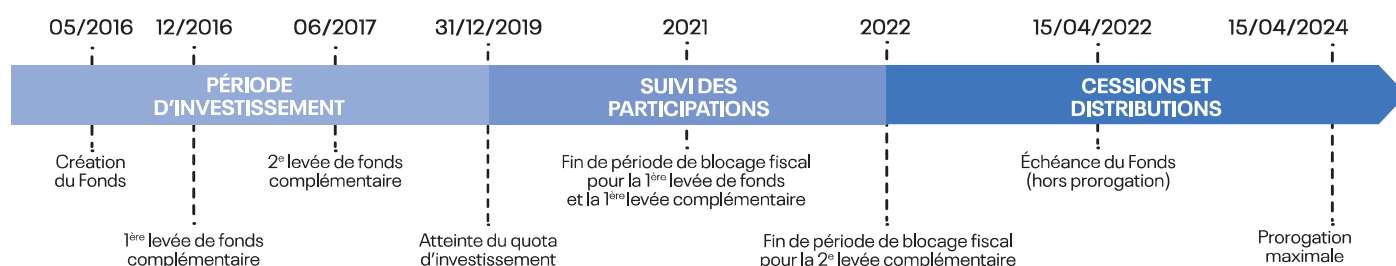 05/2016 12/2016 06/2017 31/12/2019 2021 2022 15/04/2022 15/04/2024
PÉRIODE
D'INVESTISSEMENT
SUIVI DES
PARTICIPATIONS
CESSIONS ET
DISTRIBUTIONS
Création
du Fonds
1ère levée de fonds
complémentaire
2e levée de fonds
complémentaire
Atteinte du quota
d'investissement
Fin de période de blocage fiscal
pour la 1ère levée de fonds
et la 1ère levée complémentaire
Fin de période de blocage fiscal
pour la 2e levée complémentaire
Échéance du Fonds
(hors prorogation)
Prorogation
maximale